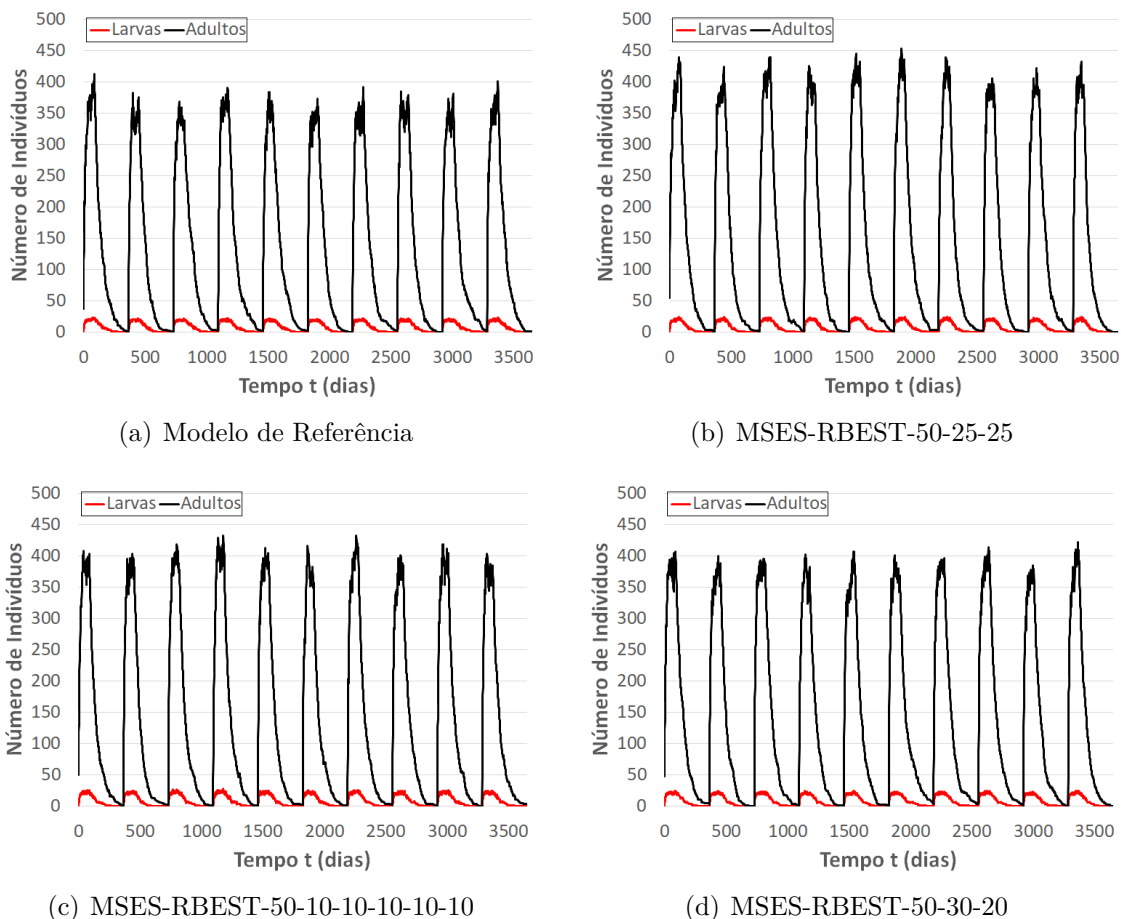 500
450
400
350
300
250
200
150
100
50
0
Larvas Adultos
Número de Indivíduos
0 500 1000 1500 2000 2500 3000 3500
Tempo t (dias)
(a) Modelo de Referência
500
450
400
350
300
250
200
150
100
50
0
Larvas Adultos
Número de Indivíduos
0 500 1000 1500 2000 2500 3000 3500
Tempo t (dias)
(b) MSES-RBEST-50-25-25
500
450
400
350
300
250
200
150
100
50
0
Larvas Adultos
Número de Indivíduos
0 500 1000 1500 2000 2500 3000 3500
Tempo t (dias)
(c) MSES-RBEST-50-10-10-10-10-10
500
450
400
350
300
250
200
150
100
50
0
Larvas Adultos
Número de Indivíduos
0 500 1000 1500 2000 2500 3000 3500
Tempo t (dias)
(d) MSES-RBEST-50-30-20